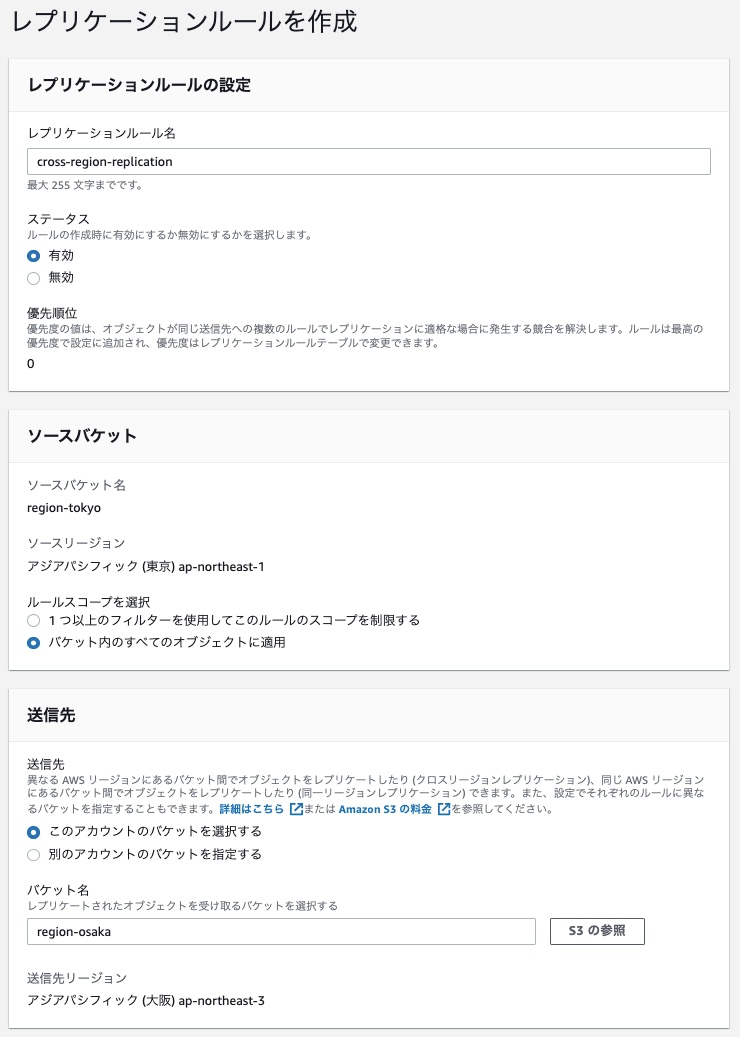 レプリケーションルールを作成
レプリケーションルールの設定
レプリケーションルール名
cross-region-replication
最大 255 文字までです。
ステータス
ルールの作成時に有効にするか無効にするかを選択します。
有効
無効
優先順位
優先度の値は、オブジェクトが同じ送信先への複数のルールでレプリケーションに適格な場合に発生する競合を解決します。ルールは最高の
優先度で設定に追加され、優先度はレプリケーションルールテーブルで変更できます。
0
ソースバケット
ソースバケット名
region-tokyo
ソースリージョン
アジアパシフィック (東京) ap-northeast-1
ルールスコープを選択
1 つ以上のフィルターを使用してこのルールのスコープを制限する
バケット内のすべてのオブジェクトに適用
送信先
送信先
異なる AWS リージョンにあるバケット間でオブジェクトをレプリケートしたり (クロスリージョンレプリケーション)、同じ AWS リージョン
にあるバケット間でオブジェクトをレプリケートしたり (同一リージョンレプリケーション) できます。また、設定でそれぞれのルールに異な
るバケットを指定することもできます。詳細はこちら または Amazon S3 の料金 を参照してください。
このアカウントのバケットを選択する
別のアカウントのバケットを指定する
バケット名
レプリケートされたオブジェクトを受け取るバケットを選択する
region-osaka
S3 の参照
送信先リージョン
アジアパシフィック (大阪) ap-northeast-3